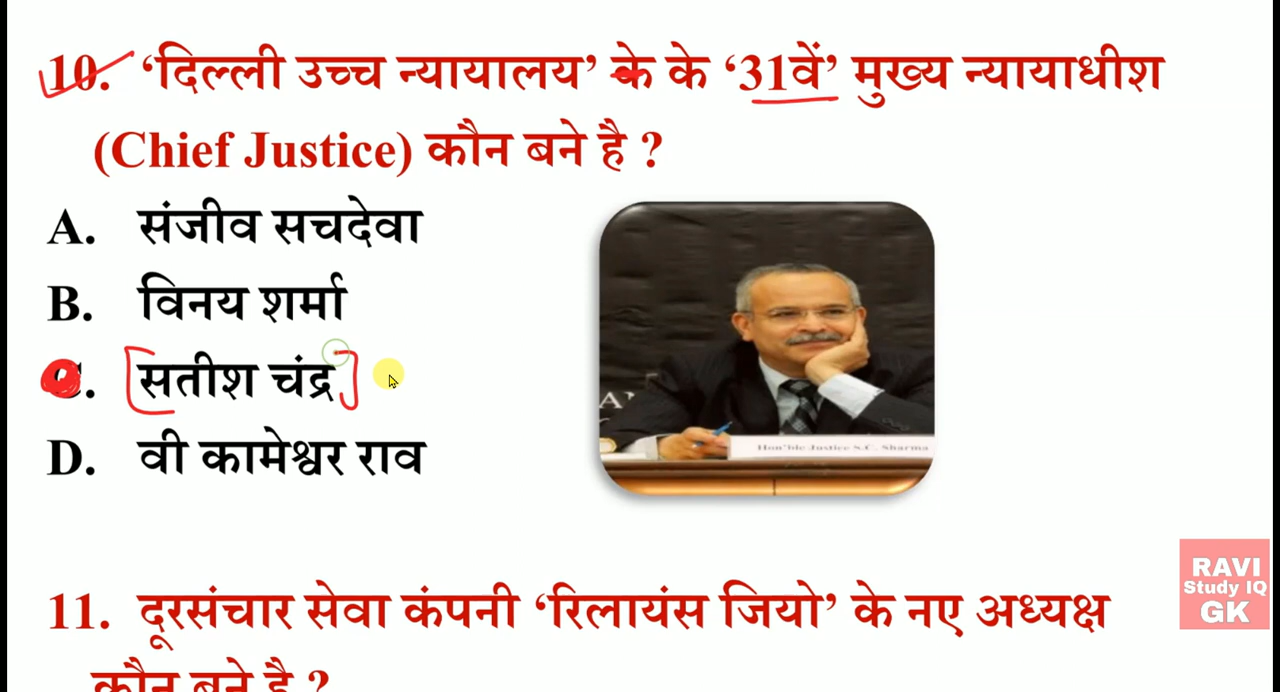 10. ‘दिल्ली उच्च न्यायालय’ के के ‘31वें’ मुख्य न्यायाधीश
(Chief Justice) कौन बने है ?
A. संजीव सचदेवा
B. विनय शर्मा
C. सतीश चंद्र
D. वी कामेश्वर राव
Hon'ble Justice S.C. Sharma
RAVI
Study IQ
GK
11. दूरसंचार सेवा कंपनी ‘रिलायंस जियो’ के नए अध्यक्ष
कौन बने है ?